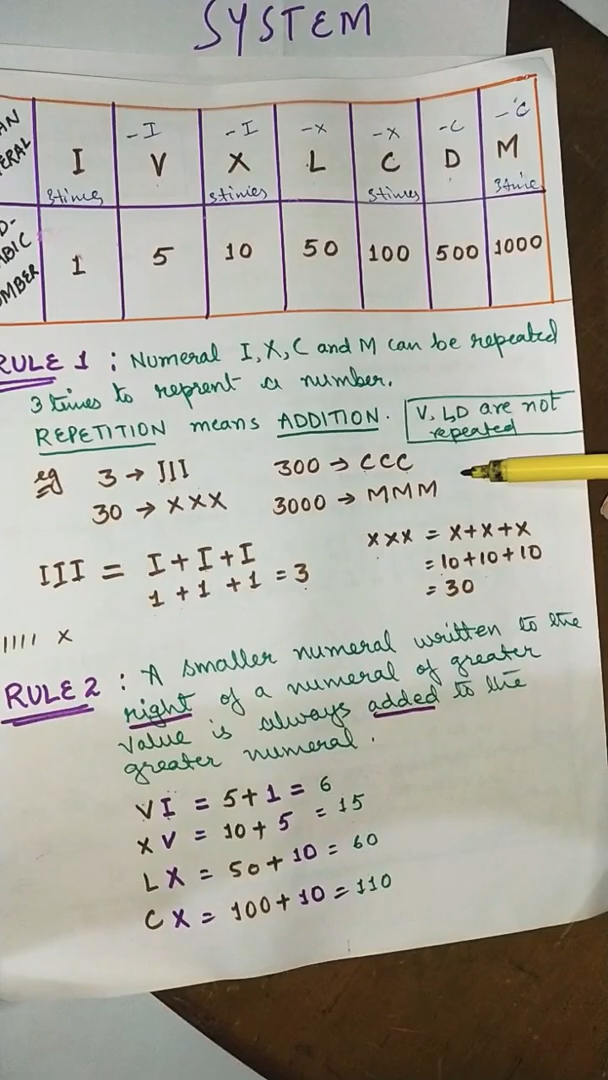 SYSTEM
-I -I -X -X -C -C
I V X L C D M
3times 3times 3times 3time
1 5 10 50 100 500 1000
RULE 1 : Numeral I, X, C and M can be repeated
3 times to reprent a number.
REPETITION means ADDITION. V, L D are not
repeated
eg 3 → III 300 → CCC
30 → XXX 3000 → MMM
III = I + I + I
1 + 1 + 1 = 3
XXX = X+X+X
= 10+10+10
= 30
IIII X
RULE 2 : A smaller numeral written to the
right of a numeral of greater
value is always added to the
greater numeral.
VI = 5+1 = 6
XV = 10+5 = 15
LX = 50+10 = 60
CX = 100+10 = 110